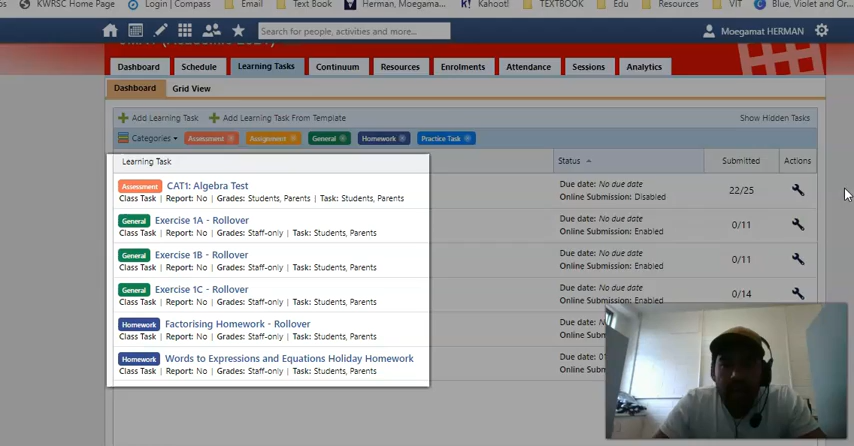 KWRSC Home Login | Compass Email Text Book Herman, Moegama... Kahoot! TEXTBOOK Edu Resources VIT Blue, Violet and Or...
Search for people, activities and more... Moegamat HERMAN
Dashboard Schedule Learning Tasks Continuum Resources Enrolments Attendance Sessions Analytics
Dashboard Grid View
Add Learning Task Add Learning Task From Template Show Hidden Tasks
Categories Assessment Assignment General Homework Practice Task
Learning Task Status Submitted Actions
Assessment CAT1: Algebra Test Due date: No due date 22/25
Class Task | Report: No | Grades: Students, Parents | Task: Students, Parents Online Submission: Disabled
General Exercise 1A - Rollover Due date: No due date 0/11
Class Task | Report: No | Grades: Staff-only | Task: Students, Parents Online Submission: Enabled
General Exercise 1B - Rollover Due date: No due date 0/11
Class Task | Report: No | Grades: Staff-only | Task: Students, Parents Online Submission: Enabled
General Exercise 1C - Rollover Due date: No due date 0/14
Class Task | Report: No | Grades: Staff-only | Task: Students, Parents Online Submission: Enabled
Homework Factorising Homework - Rollover Due date:
Class Task | Report: No | Grades: Staff-only | Task: Students, Parents Online
Homework Words to Expressions and Equations Holiday Homework Due date:
Class Task | Report: No | Grades: Staff-only | Task: Students, Parents Online